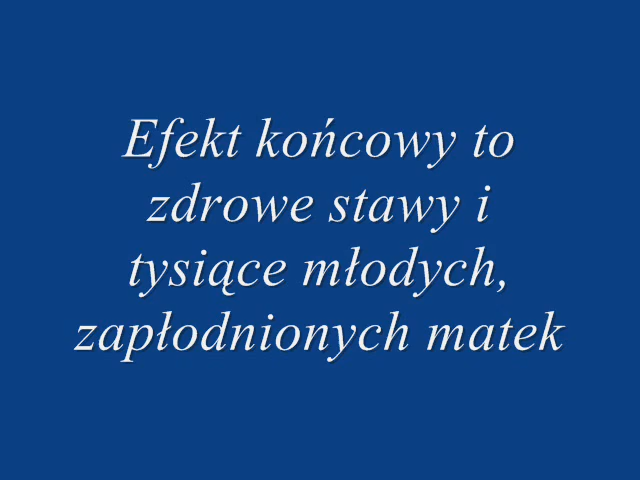 Efekt końcowy to
zdrowe stawy i
tysiące młodych,
zapłodnionych matek